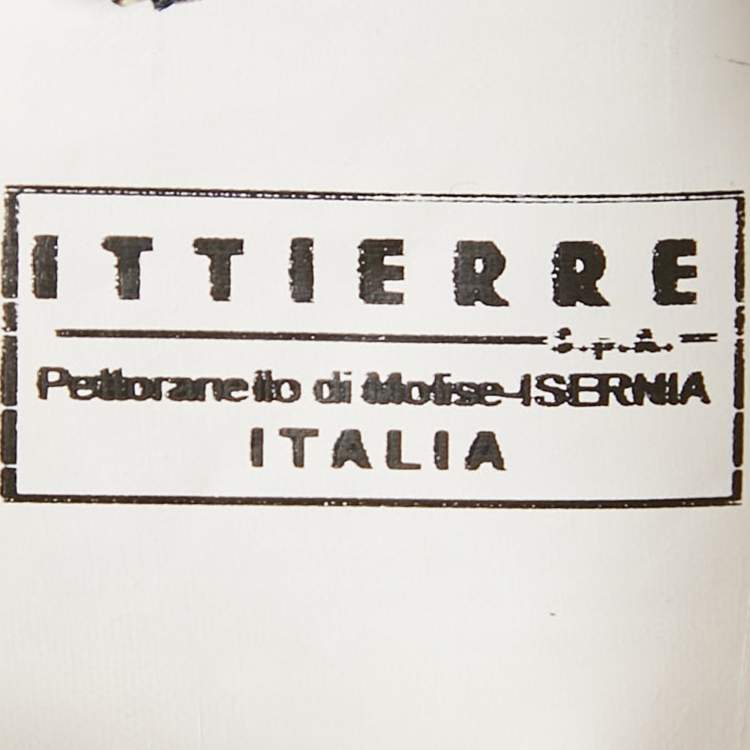 ITTIERRE
s.p.a.
Pettoranello di Molise-ISERNIA
ITALIA